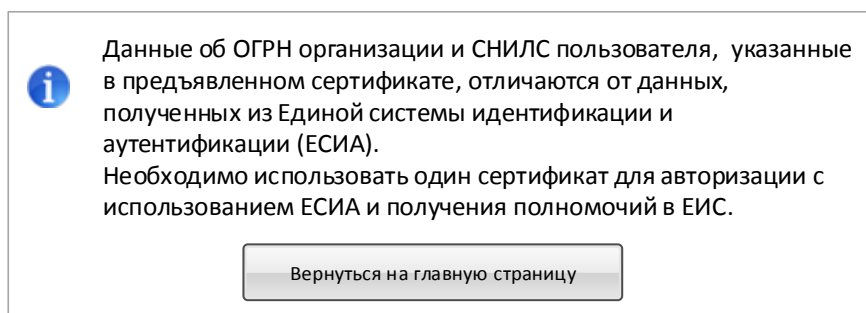 Данные об ОГРН организации и СНИЛС пользователя, указанные
в предъявленном сертификате, отличаются от данных,
полученных из Единой системы идентификации и
аутентификации (ЕСИА).
Необходимо использовать один сертификат для авторизации с
использованием ЕСИА и получения полномочий в ЕИС.
Вернуться на главную страницу